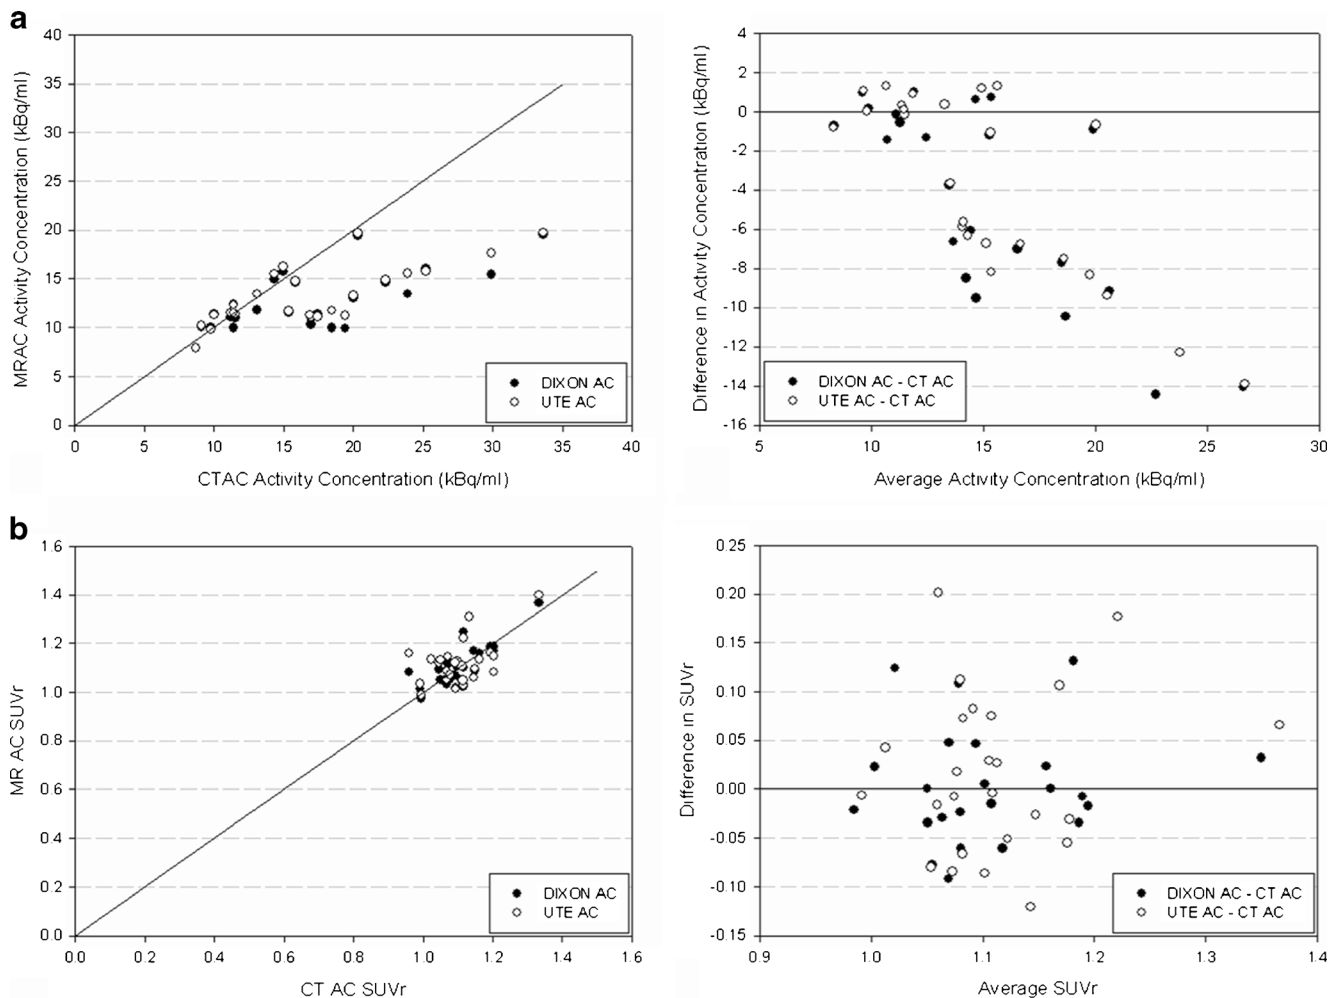 a
40
35
30
25
20
15
10
5
0
MRAC Activity Concentration (kBq/ml)
DIXON AC
UTE AC
0 5 10 15 20 25 30 35 40
CTAC Activity Concentration (kBq/ml)
4
2
0
-2
-4
-6
-8
-10
-12
-14
-16
Difference in Activity Concentration (kBq/ml)
DIXON AC - CT AC
UTE AC - CT AC
5 10 15 20 25 30
Average Activity Concentration (kBq/ml)
b
1.6
1.4
1.2
1.0
0.8
0.6
0.4
0.2
0.0
MR AC SUVr
DIXON AC
UTE AC
0.0 0.2 0.4 0.6 0.8 1.0 1.2 1.4 1.6
CT AC SUVr
0.25
0.20
0.15
0.10
0.05
0.00
-0.05
-0.10
-0.15
Difference in SUVr
DIXON AC - CT AC
UTE AC - CT AC
0.9 1.0 1.1 1.2 1.3 1.4
Average SUVr